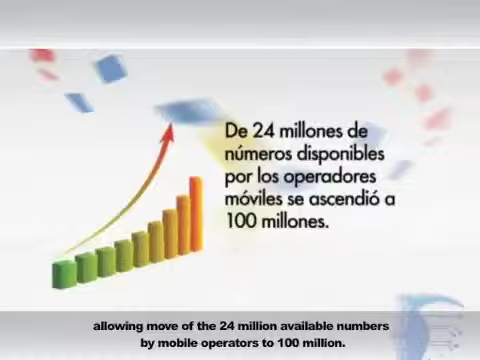 De 24 millones de
números disponibles
por los operadores
móviles se ascendió a
100 millones.
allowing move of the 24 million available numbers
by mobile operators to 100 million.